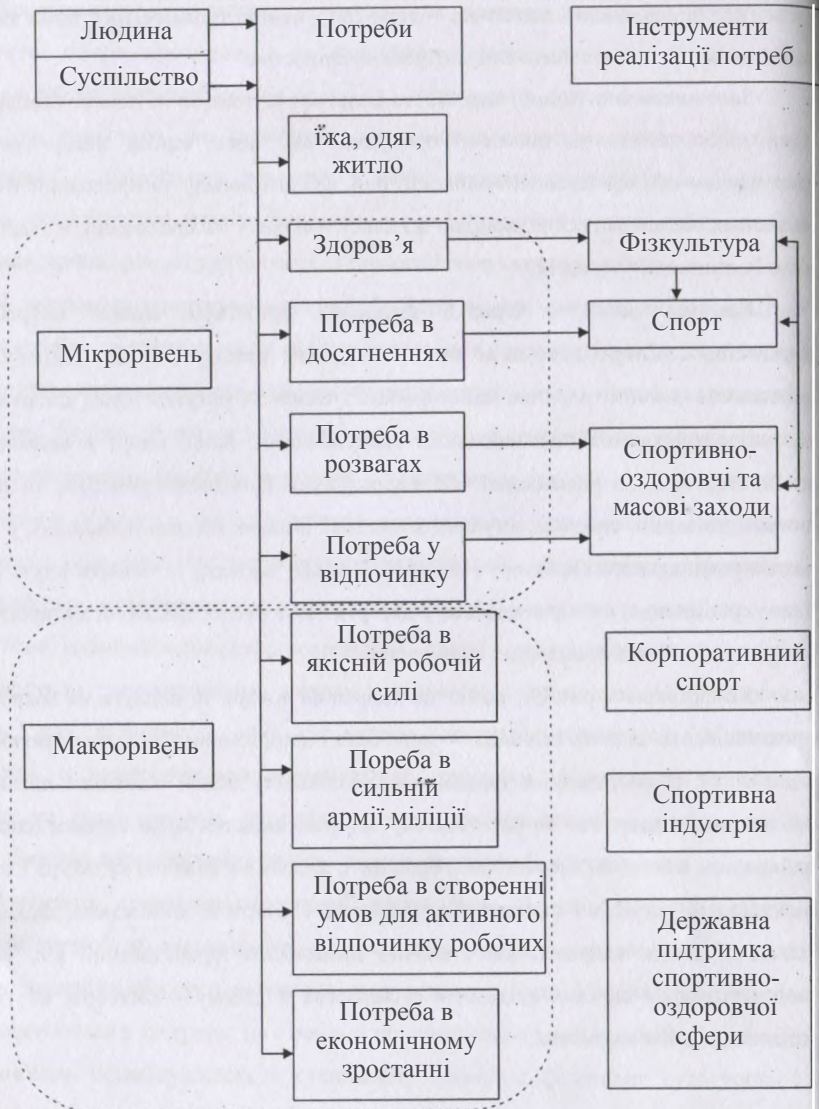 Людина
Суспільство
Потреби
Інструменти
реалізації потреб
їжа, одяг,
житло
Здоров’я
Фізкультура
Мікрорівень
Потреба в
досягненнях
Спорт
Потреба в
розвагах
Спортивно-
оздоровчі та
масові заходи
Потреба у
відпочинку
Потреба в
якісній робочій
силі
Корпоративний
спорт
Макрорівень
Пореба в
сильній
армії,міліції
Спортивна
індустрія
Потреба в створенні
умов для активного
відпочинку робочих
Державна
підтримка
спортивно-
оздоровчої
сфери
Потреба в
економічному
зростанні